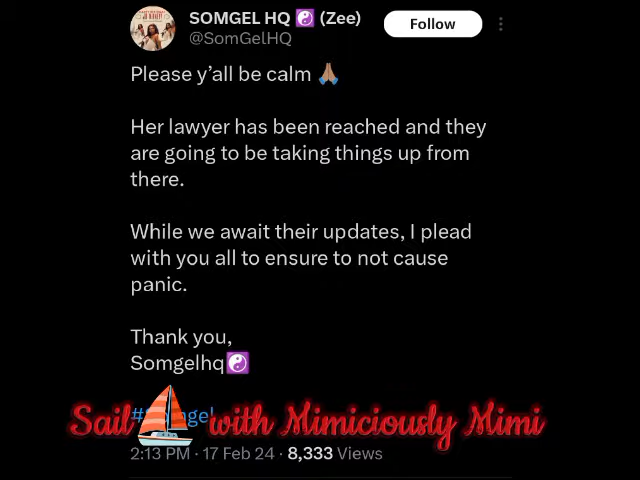 SOMGEL HQ ☯️ (Zee)
@SomGelHQ
Follow
Please y’all be calm 🙏🏽
Her lawyer has been reached and they
are going to be taking things up from
there.
While we await their updates, I plead
with you all to ensure to not cause
panic.
Thank you,
Somgelhq☯️
Sail with Mimiciously Mimi
2:13 PM · 17 Feb 24 · 8,333 Views